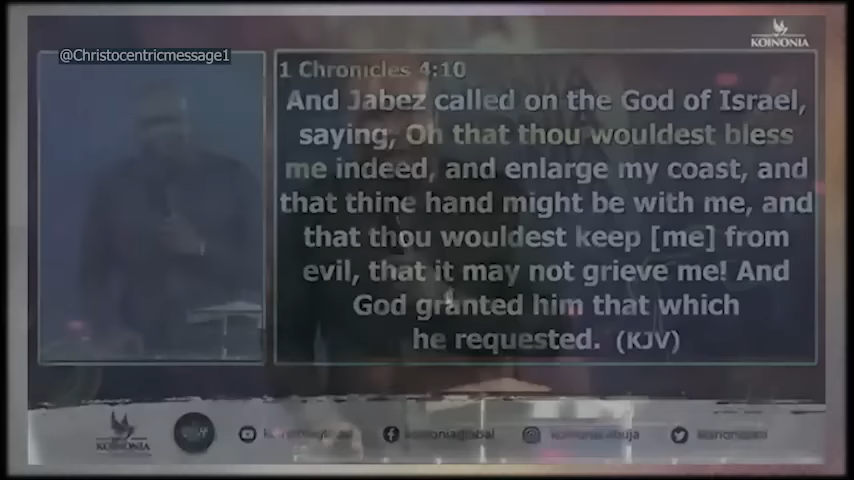 KOINONIA
@Christocentricmessage1
1 Chronicles 4:10
And Jabez called on the God of Israel,
saying, Oh that thou wouldest bless
me indeed, and enlarge my coast, and
that thine hand might be with me, and
that thou wouldest keep [me] from
evil, that it may not grieve me! And
God granted him that which
he requested. (KJV)
KOINONIA